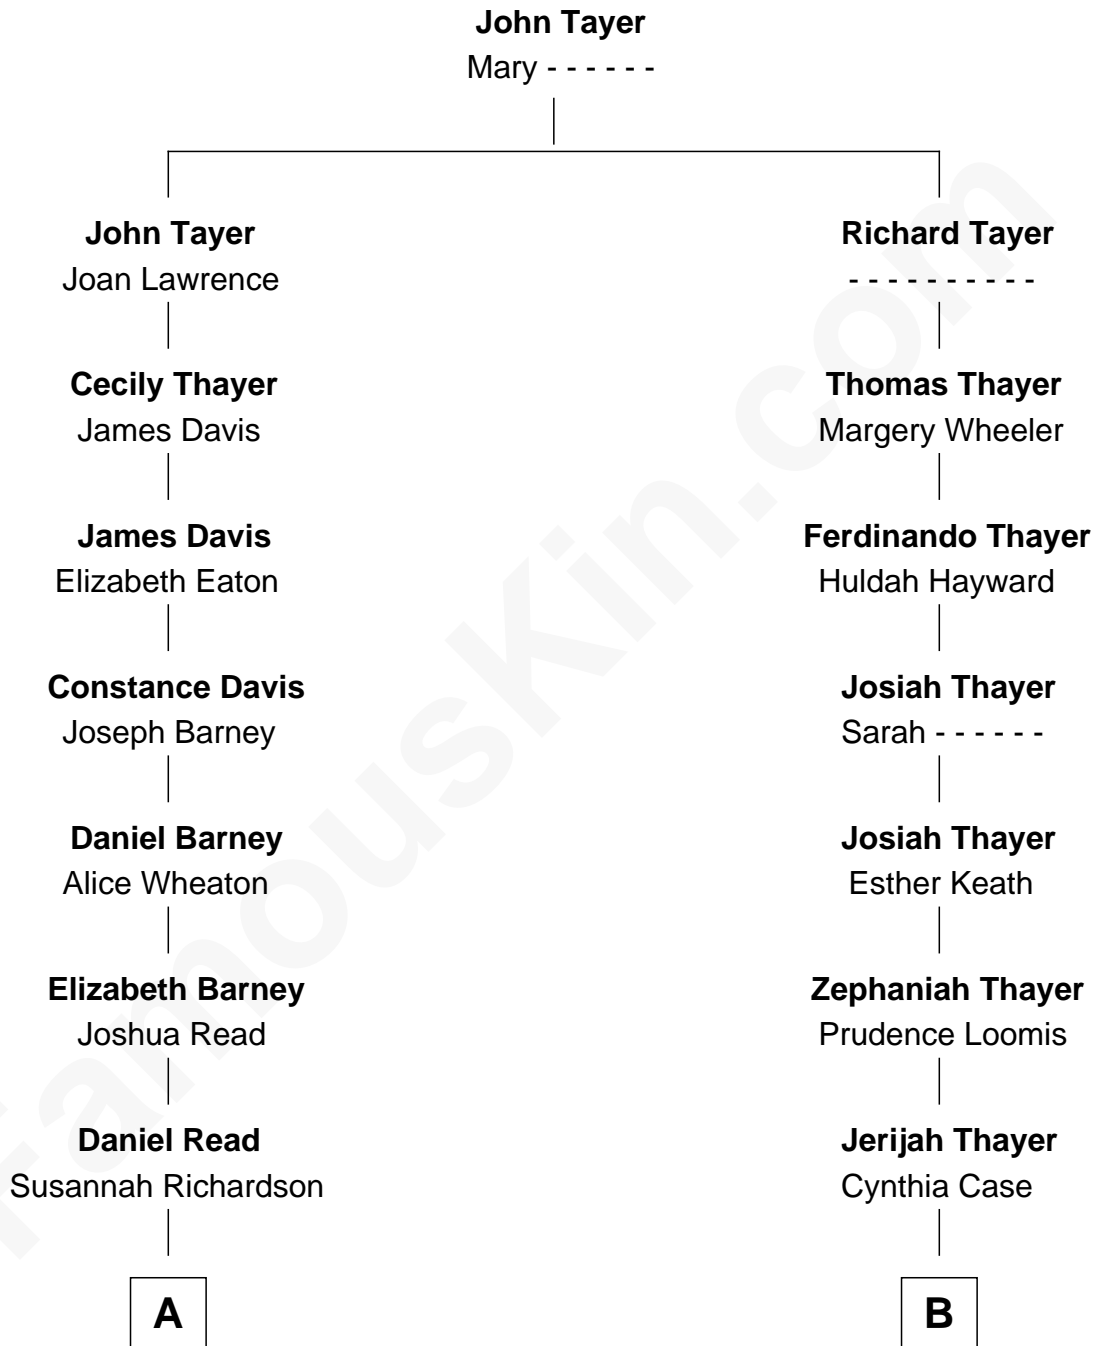 John Tayer
Mary - - - - - -
John Tayer
Joan Lawrence
Richard Tayer
- - - - - - - - - -
Cecily Thayer
James Davis
Thomas Thayer
Margery Wheeler
James Davis
Elizabeth Eaton
Ferdinando Thayer
Huldah Hayward
Constance Davis
Joseph Barney
Josiah Thayer
Sarah - - - - - -
Daniel Barney
Alice Wheaton
Josiah Thayer
Esther Keath
Elizabeth Barney
Joshua Read
Zephaniah Thayer
Prudence Loomis
Daniel Read
Susannah Richardson
Jerijah Thayer
Cynthia Case
A
B
FamousKin.com